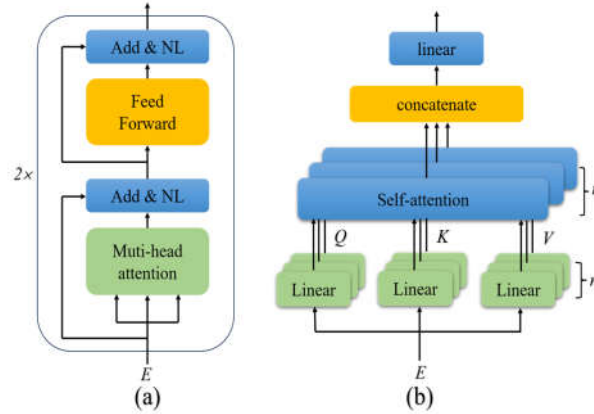 Add & NL
Feed
Forward
2×
Add & NL
Muti-head
attention
E
(a)
linear
concatenate
Self-attention
Q
K
V
Linear
Linear
Linear
E
(b)